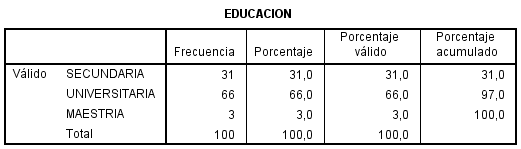 EDUCACION
Frecuencia Porcentaje Porcentaje válido Porcentaje acumulado
Válido SECUNDARIA 31 31,0 31,0 31,0
UNIVERSITARIA 66 66,0 66,0 97,0
MAESTRIA 3 3,0 3,0 100,0
Total 100 100,0 100,0